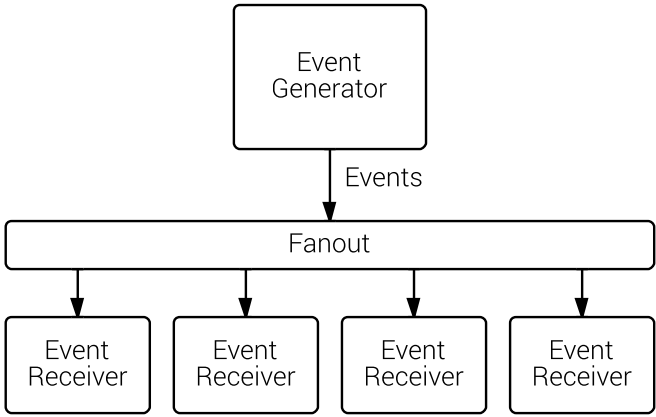 Event
Generator
Events
Fanout
Event
Receiver
Event
Receiver
Event
Receiver
Event
Receiver